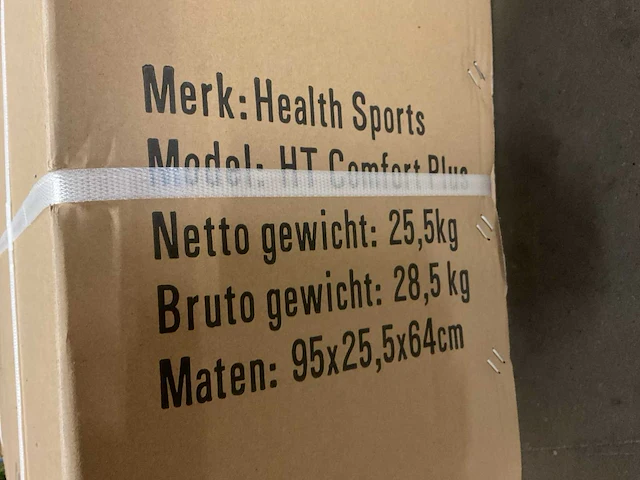 Merk: Health Sports
Model: HT Comfort Plus
Netto gewicht: 25,5kg
Bruto gewicht: 28,5 kg
Maten: 95x25,5x64cm